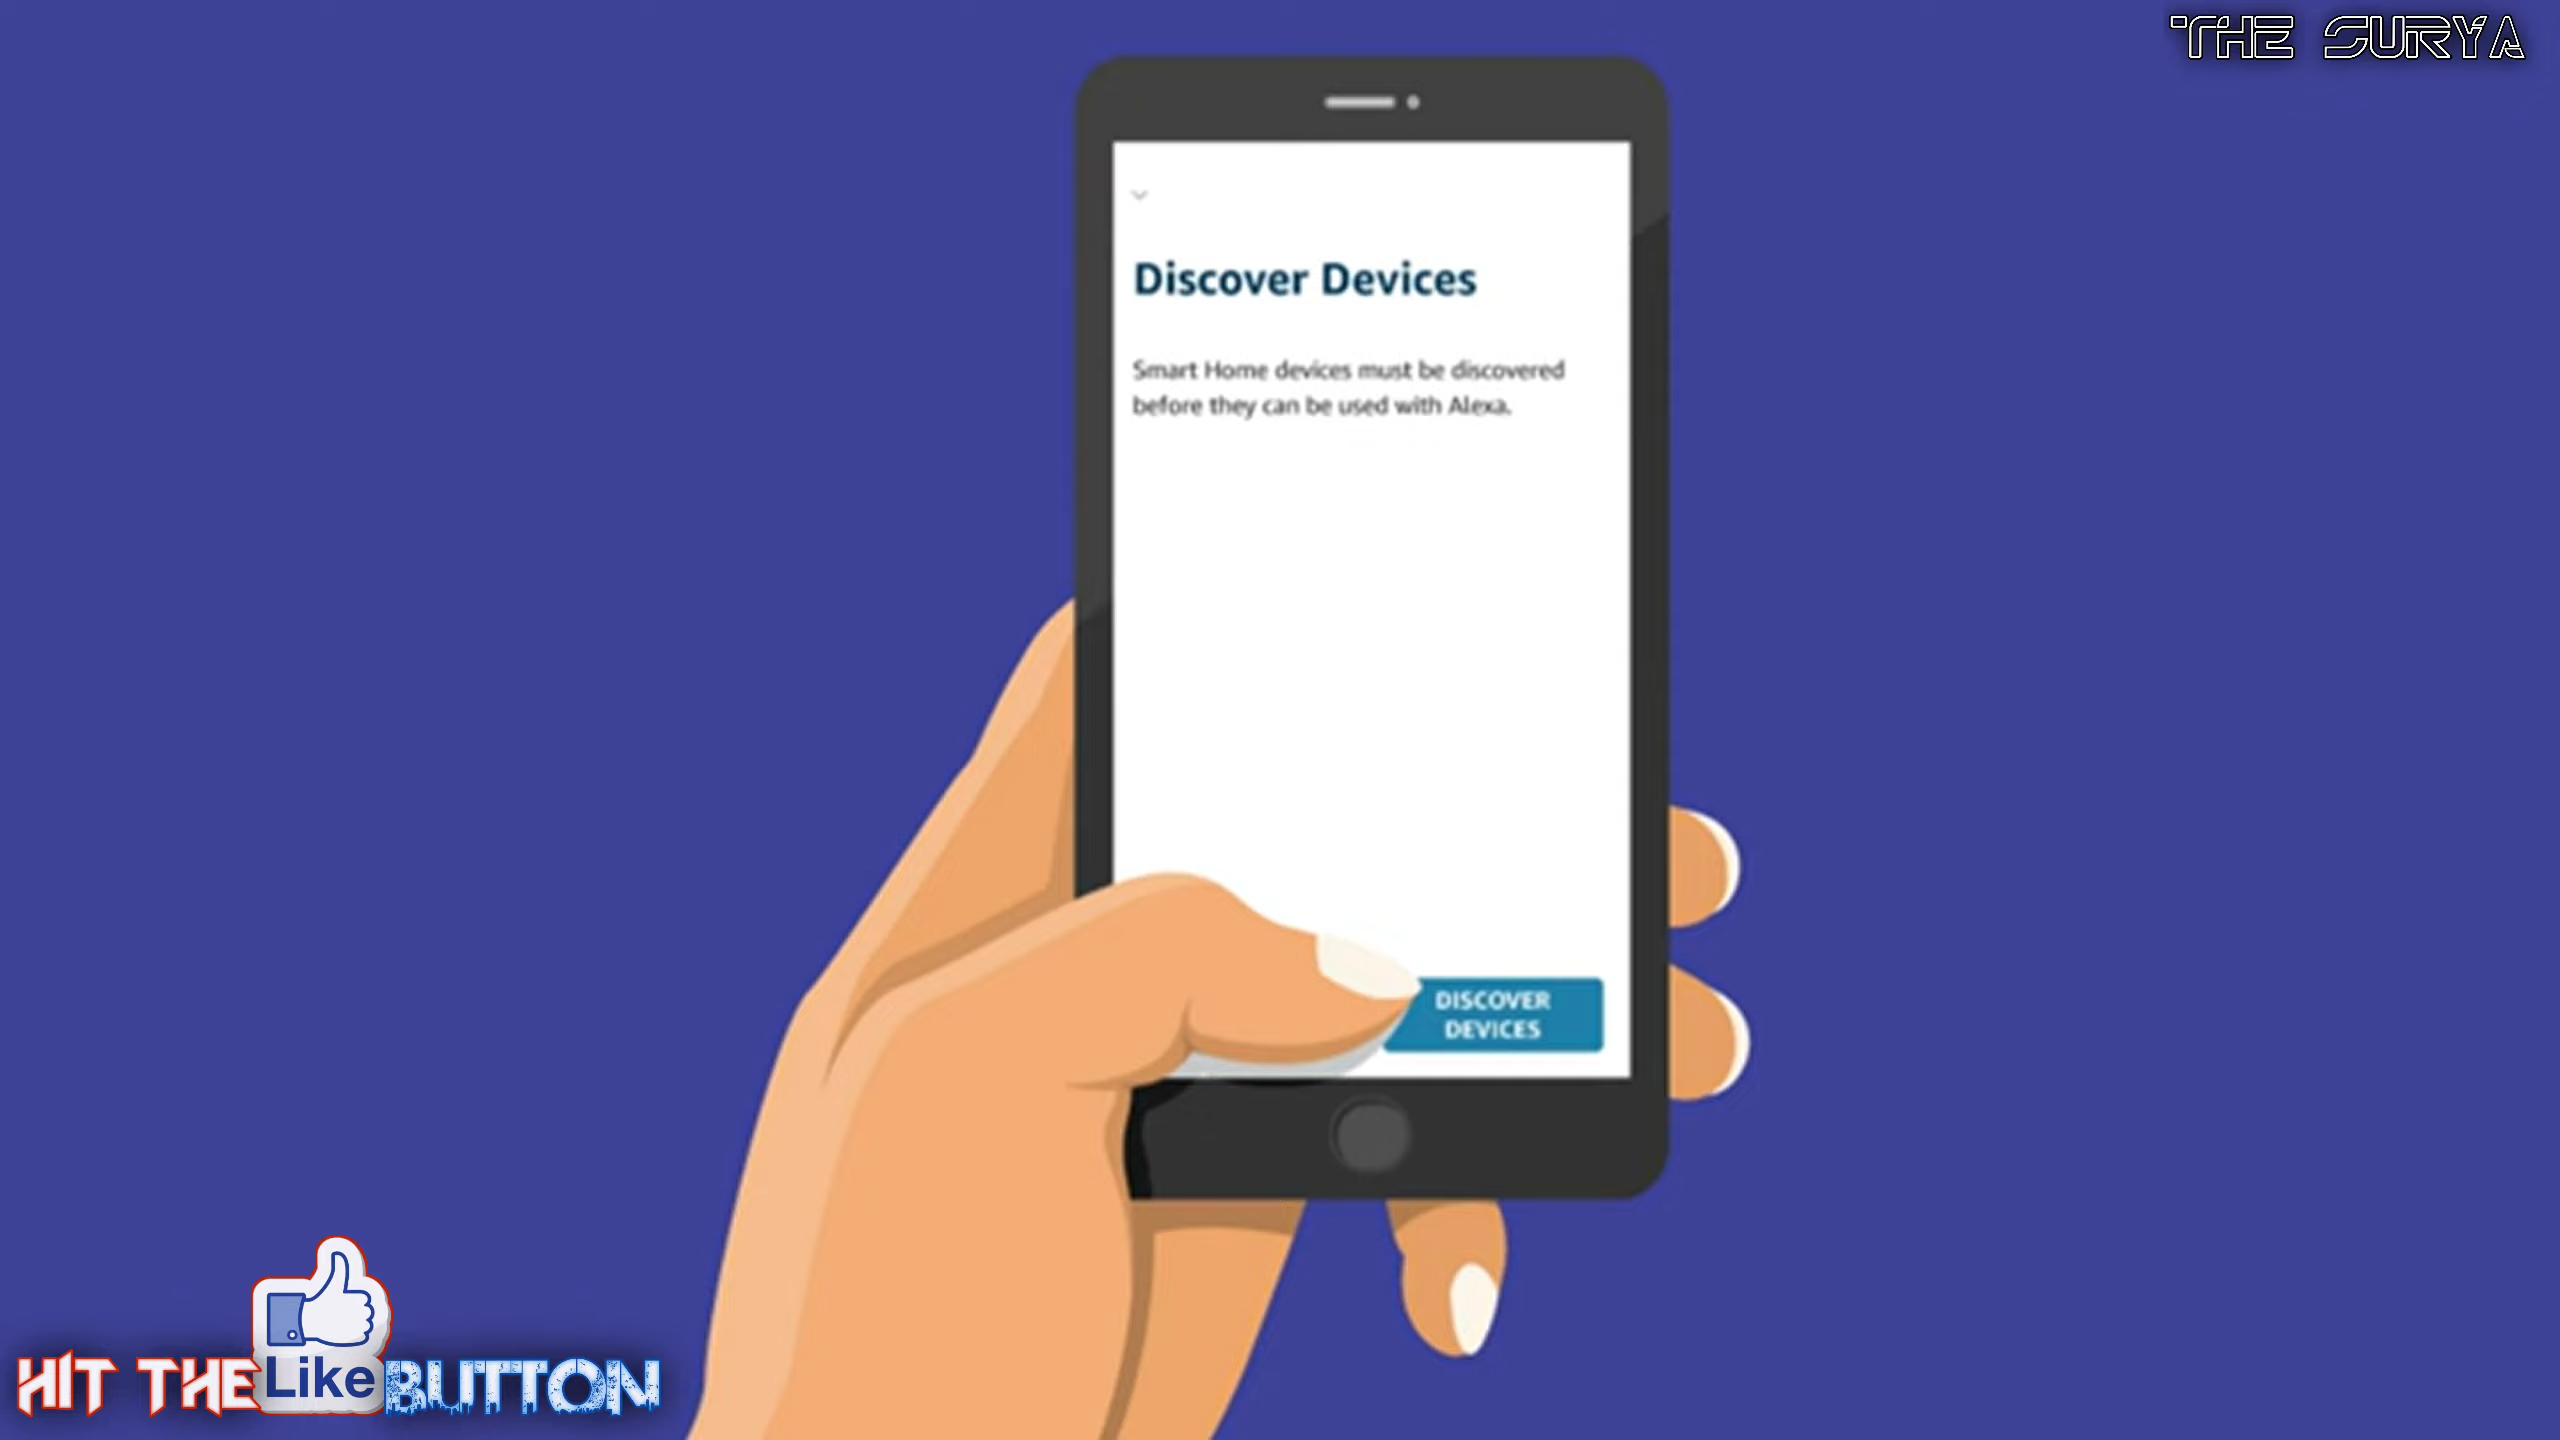 THE SURYA
Discover Devices
Smart Home devices must be discovered
before they can be used with Alexa.
DISCOVER
DEVICES
HIT THE Like BUTTON